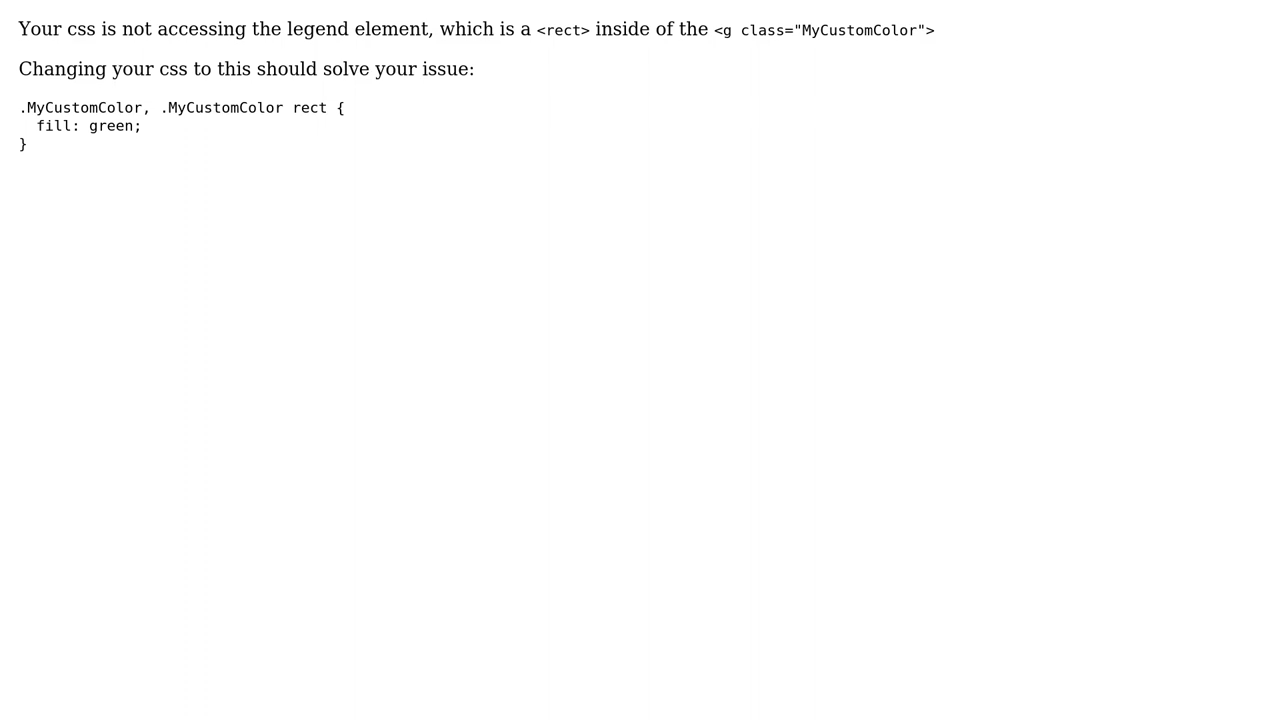 Your css is not accessing the legend element, which is a <rect> inside of the <g class="MyCustomColor">
Changing your css to this should solve your issue:
.MyCustomColor, .MyCustomColor rect {
  fill: green;
}